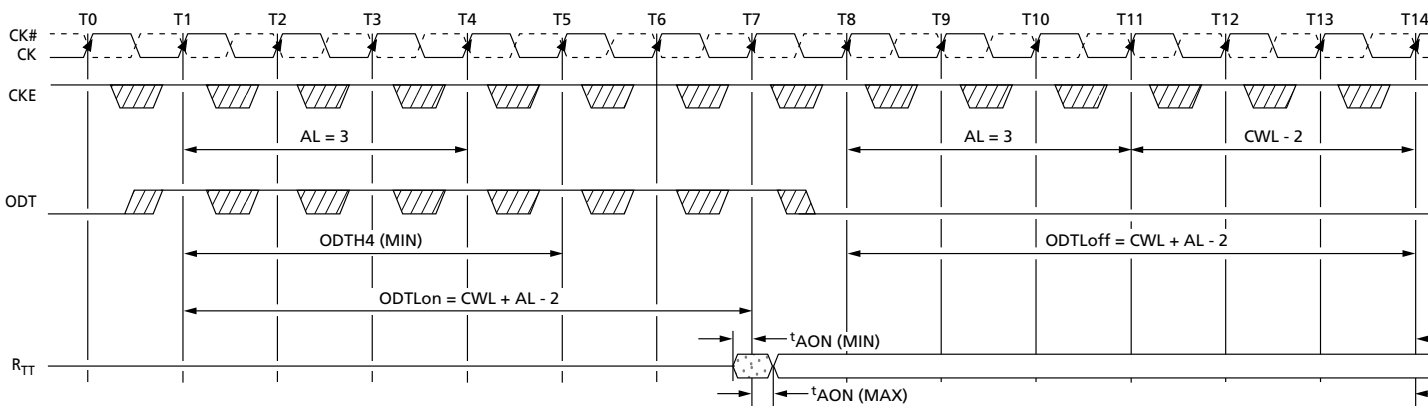 T0 T1 T2 T3 T4 T5 T6 T7 T8 T9 T10 T11 T12 T13 T14
CK#
CK
CKE
AL = 3 AL = 3 CWL - 2
ODT
ODTH4 (MIN) ODTLoff = CWL + AL - 2
ODTLon = CWL + AL - 2
tAON (MIN)
RTT
tAON (MAX)